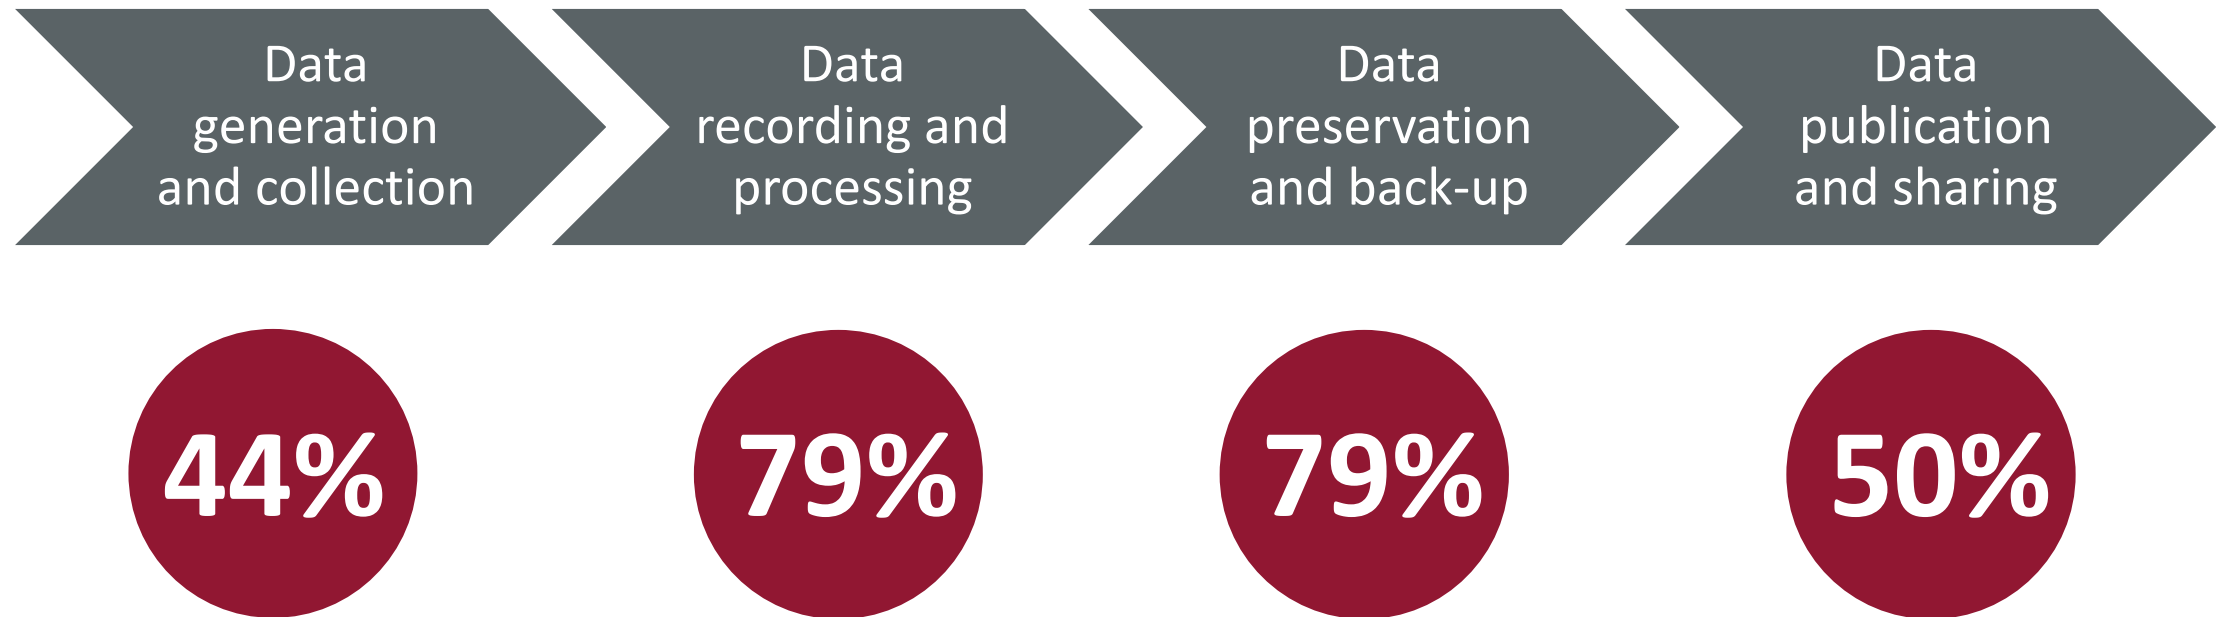 Data
generation
and collection
Data
recording and
processing
Data
preservation
and back-up
Data
publication
and sharing
44%
79%
79%
50%